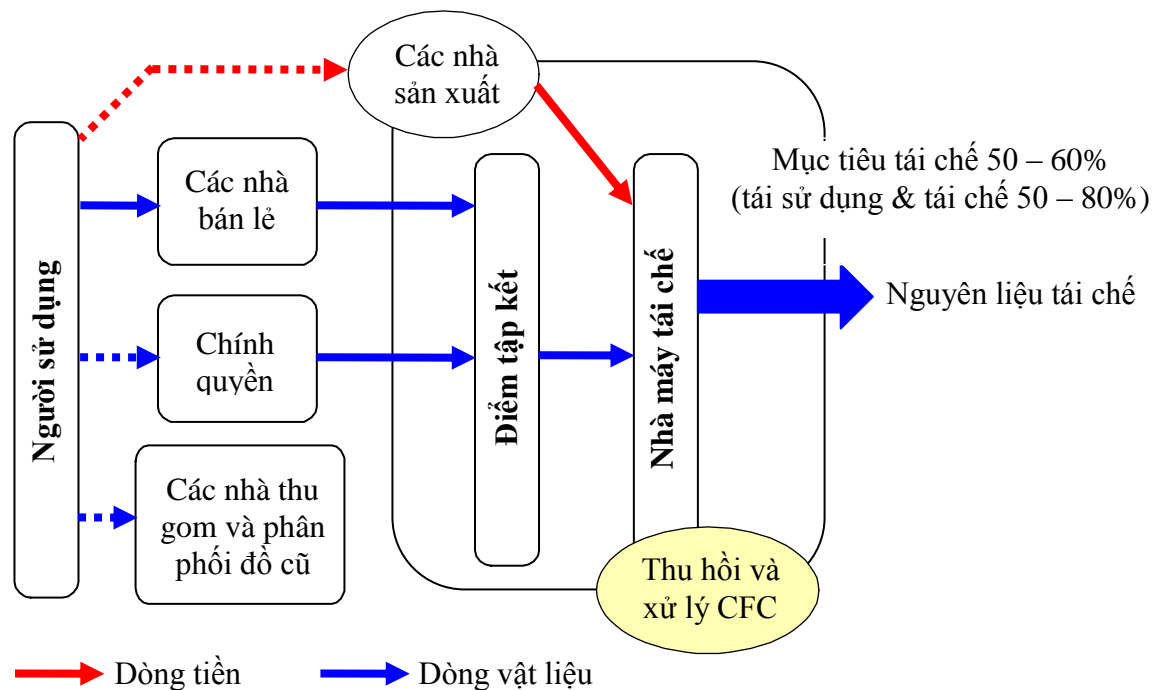 Các nhà
sản xuất
Mục tiêu tái chế 50 – 60%
(tái sử dụng & tái chế 50 – 80%)
Người sử dụng
Các nhà
bán lẻ
Chính
quyền
Các nhà thu
gom và phân
phối đồ cũ
Điểm tập kết
Nhà máy tái chế
Nguyên liệu tái chế
Thu hồi và
xử lý CFC
Dòng tiền
Dòng vật liệu